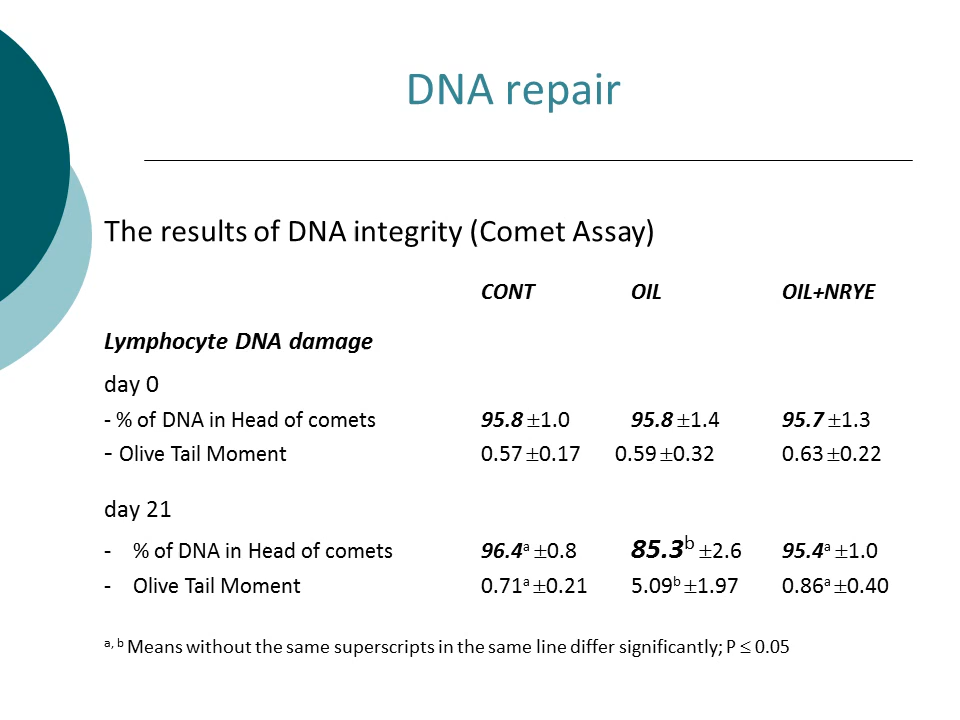 DNA repair
The results of DNA integrity (Comet Assay)
CONT OIL OIL+NRYE
Lymphocyte DNA damage
day 0
- % of DNA in Head of comets 95.8 ±1.0 95.8 ±1.4 95.7 ±1.3
- Olive Tail Moment 0.57 ±0.17 0.59 ±0.32 0.63 ±0.22
day 21
- % of DNA in Head of comets 96.4ᵃ ±0.8 85.3ᵇ ±2.6 95.4ᵃ ±1.0
- Olive Tail Moment 0.71ᵃ ±0.21 5.09ᵇ ±1.97 0.86ᵃ ±0.40
ᵃ, ᵇ Means without the same superscripts in the same line differ significantly; P ≤ 0.05